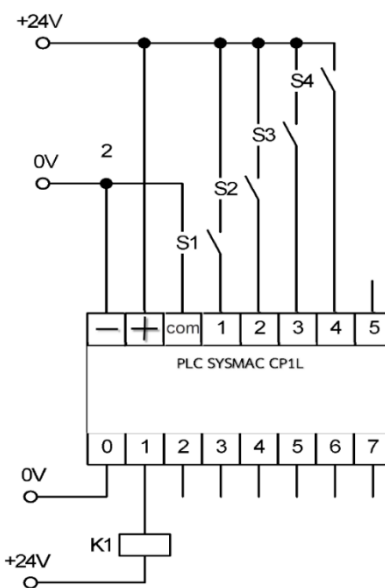 +24V
S4
S3
2
0V
S2
S1
− + com 1 2 3 4 5
PLC SYSMAC CP1L
0 1 2 3 4 5 6 7
0V
K1
+24V